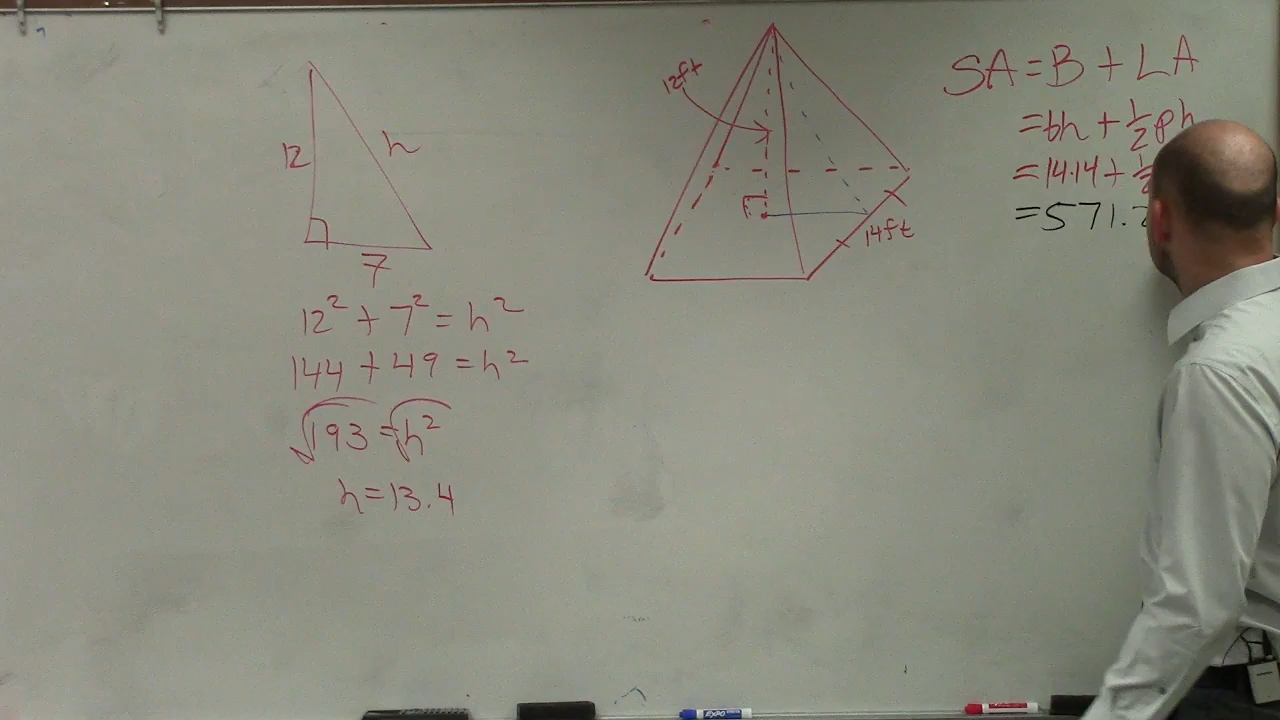 12
h
7
12² + 7² = h²
144 + 49 = h²
√193 = √h²
h = 13.4
12ft
14ft
SA = B + LA
= bh + ½ph
= 14·14 +
= 571.
EXPO